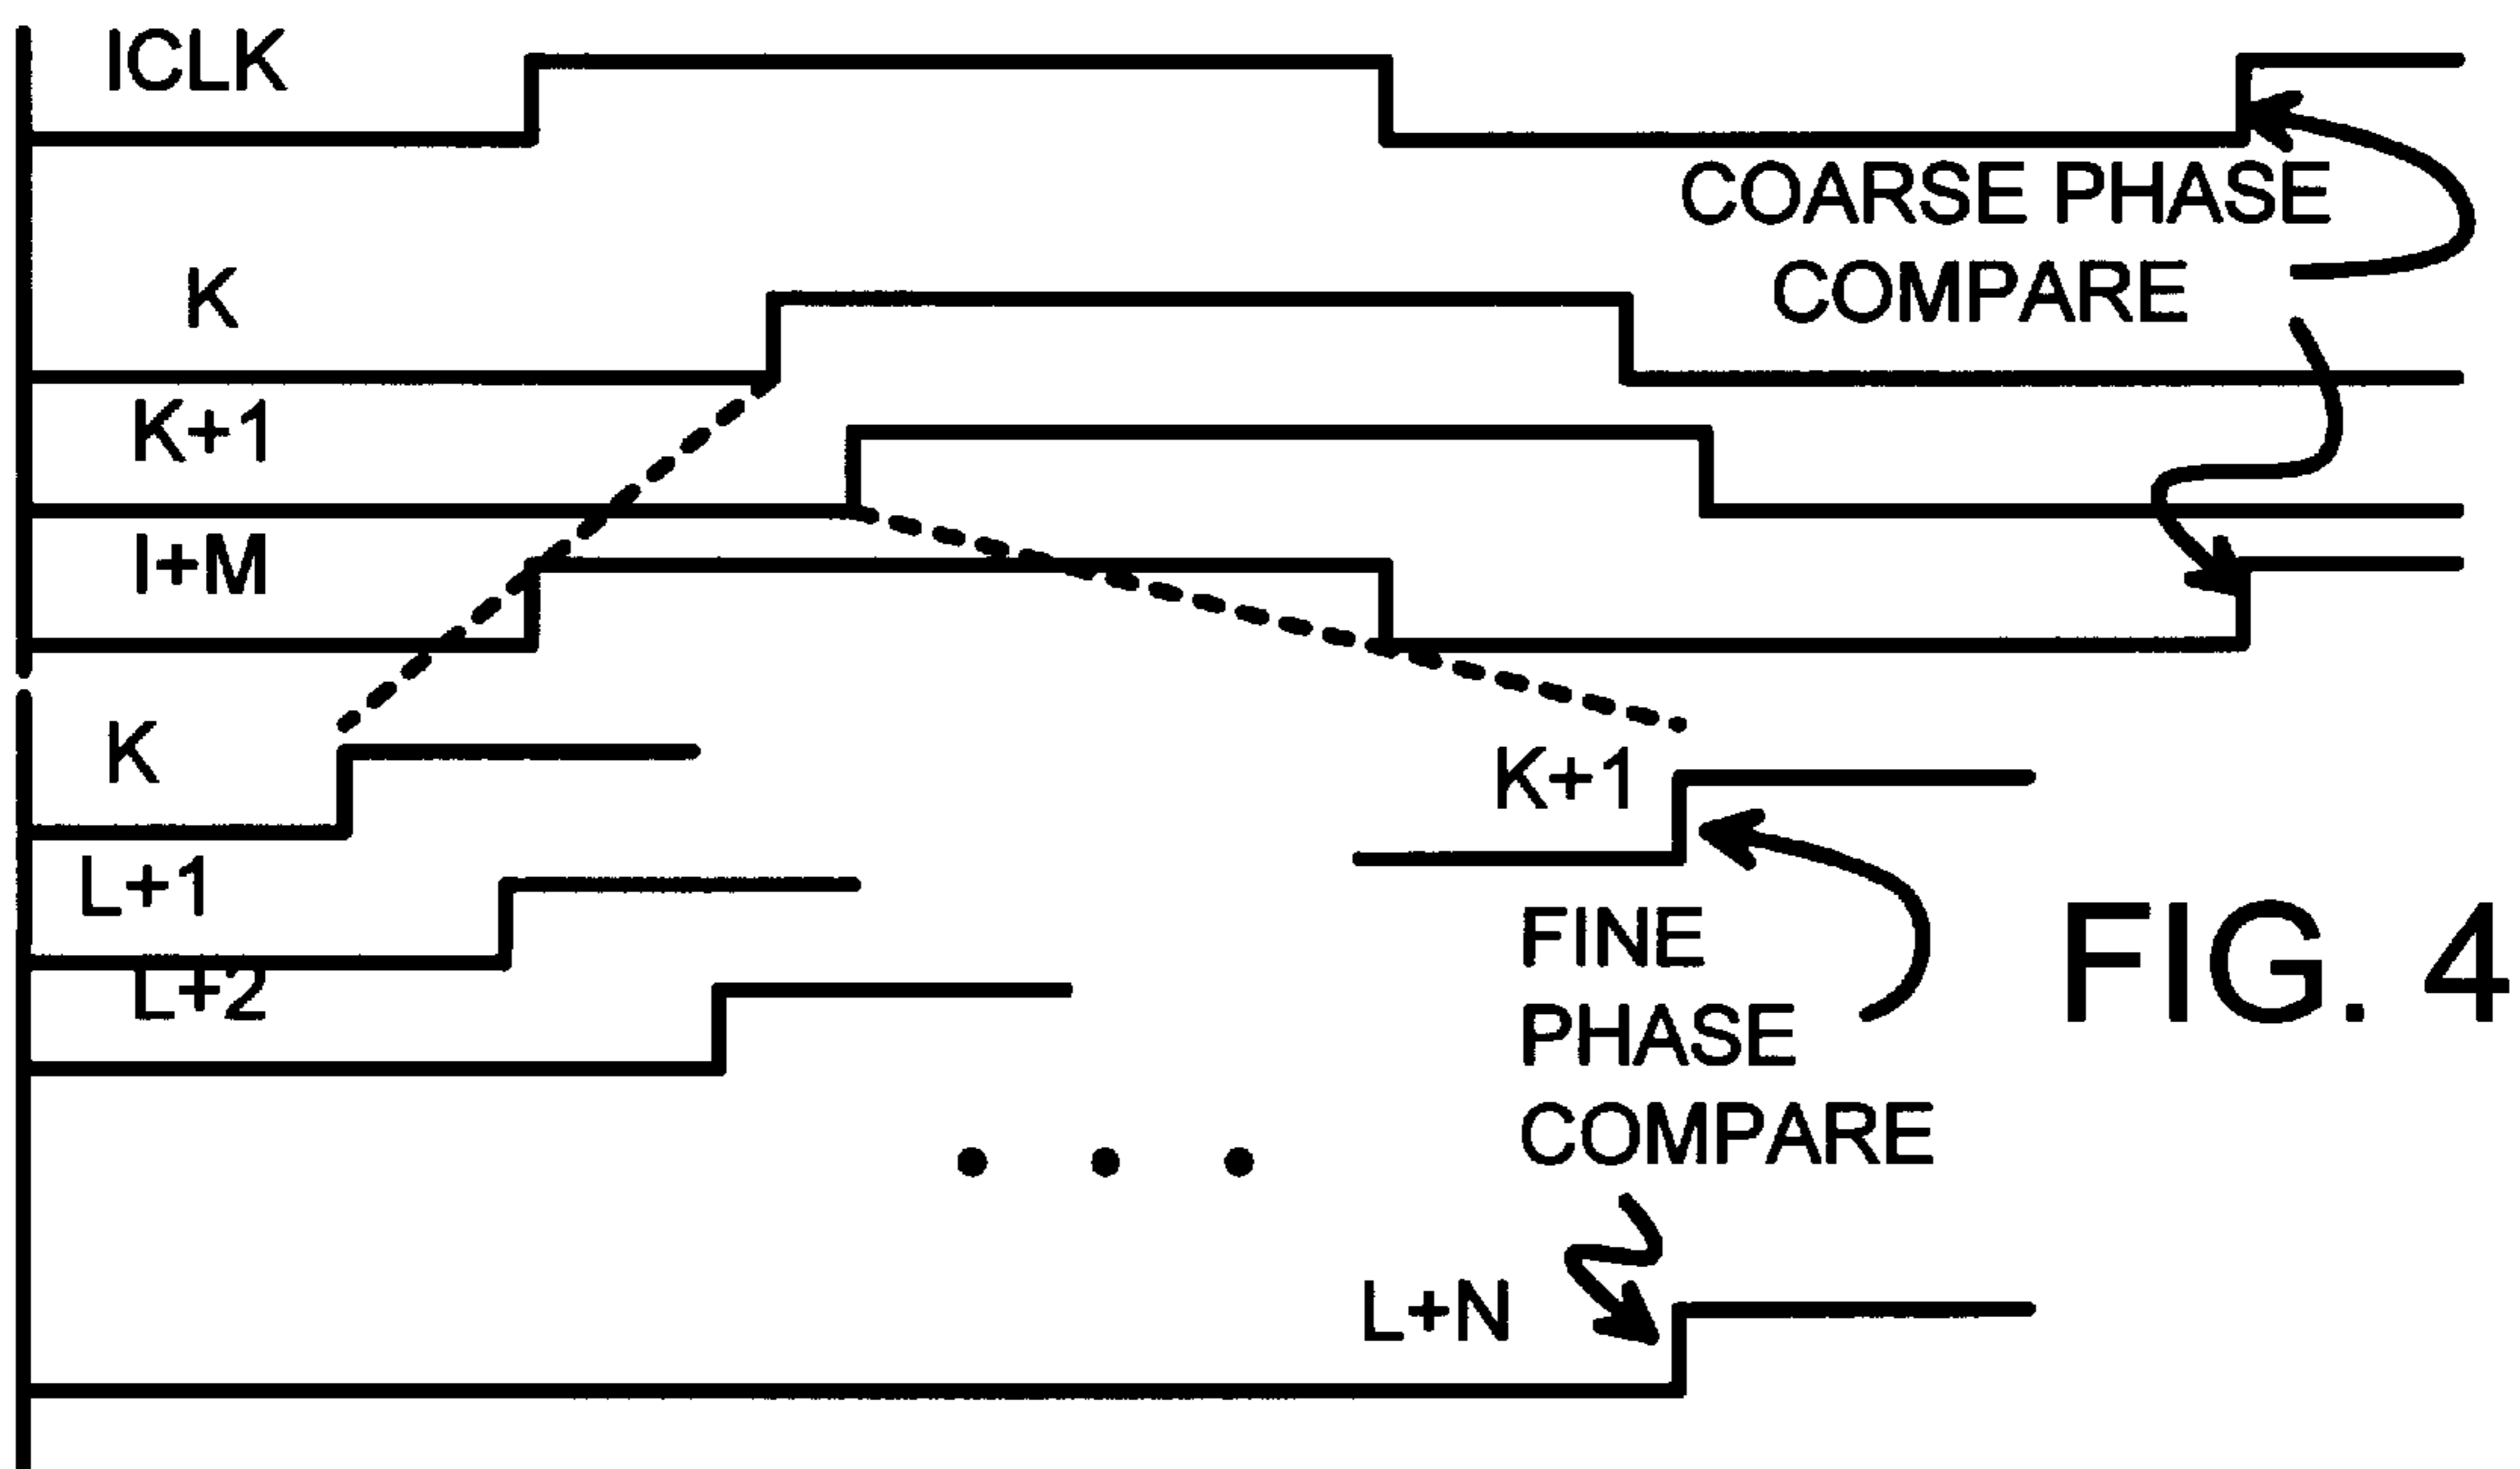 ICLK
COARSE PHASE
COMPARE
K
K+1
I+M
K
K+1
L+1
L+2
FINE
PHASE
COMPARE
FIG. 4
L+N